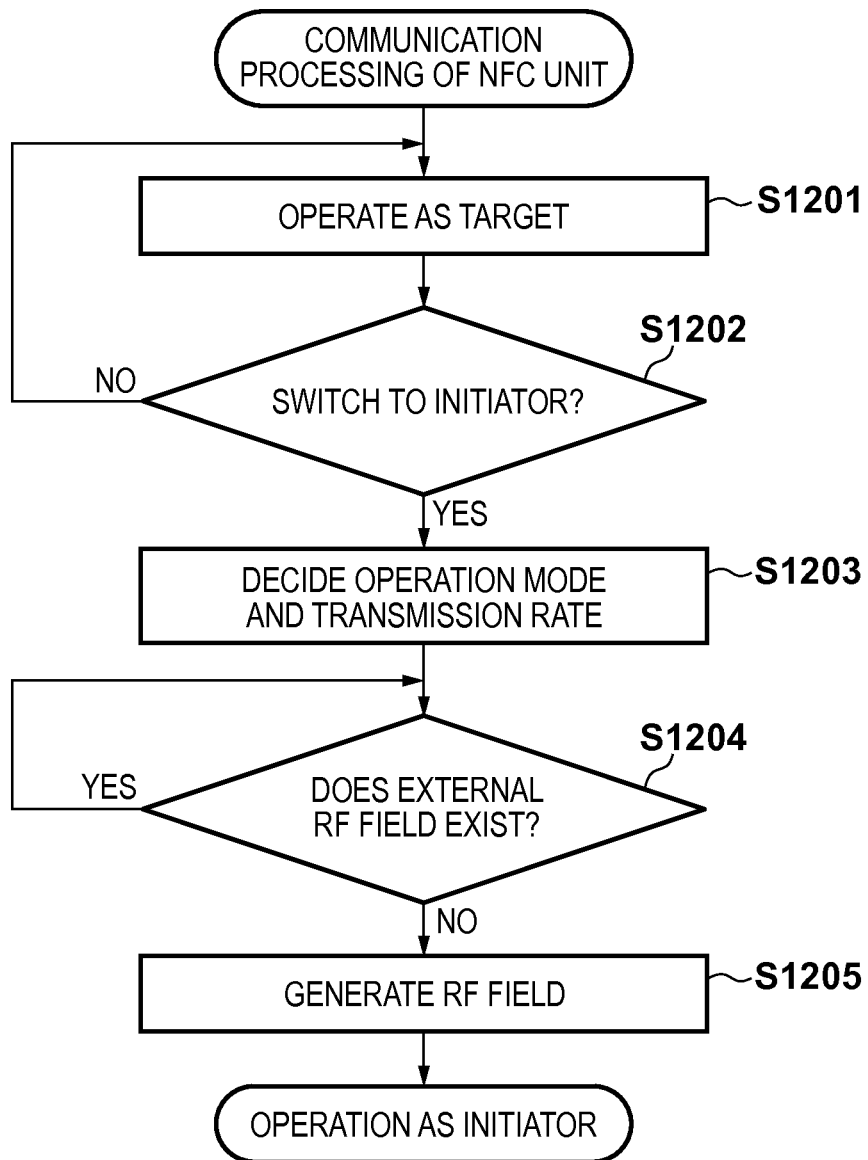 COMMUNICATION
PROCESSING OF NFC UNIT
OPERATE AS TARGET
S1201
S1202
NO
SWITCH TO INITIATOR?
YES
DECIDE OPERATION MODE
AND TRANSMISSION RATE
S1203
S1204
YES
DOES EXTERNAL
RF FIELD EXIST?
NO
GENERATE RF FIELD
S1205
OPERATION AS INITIATOR